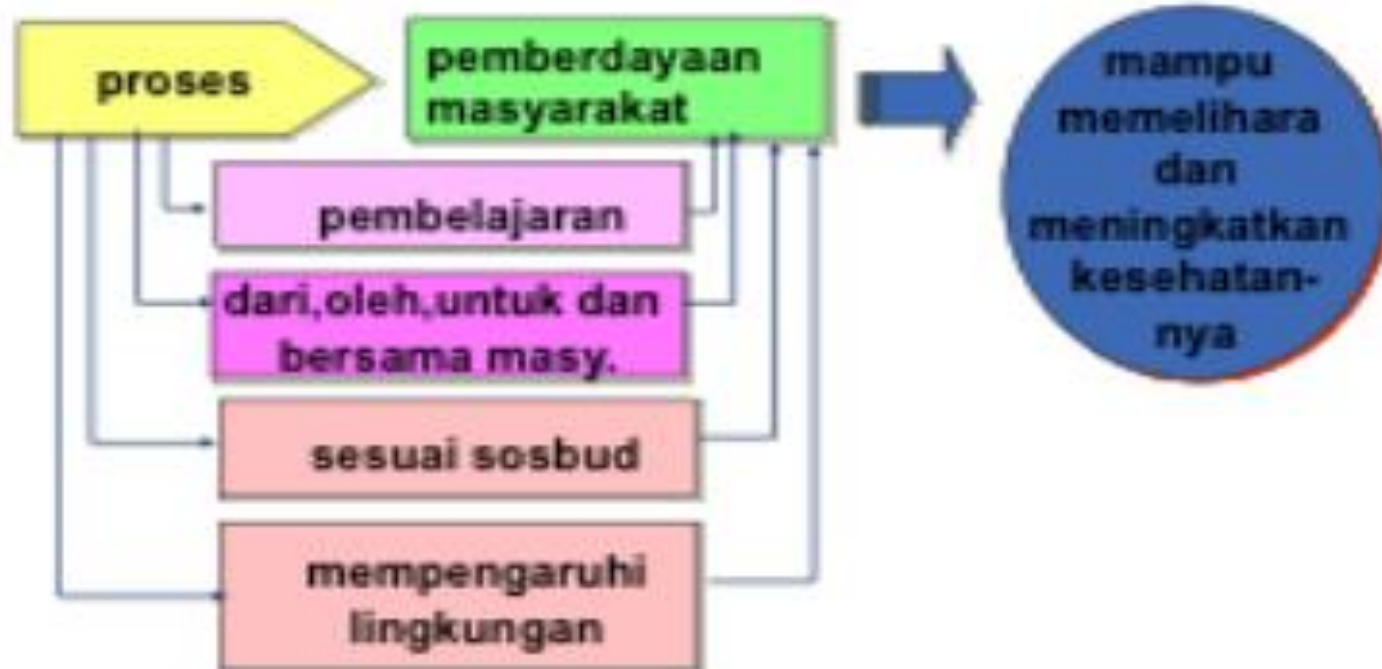 proses
pemberdayaan
masyarakat
pembelajaran
dari,oleh,untuk dan
bersama masy.
sesuai sosbud
mempengaruhi
lingkungan
mampu
memelihara
dan
meningkatkan
kesehatan-
nya